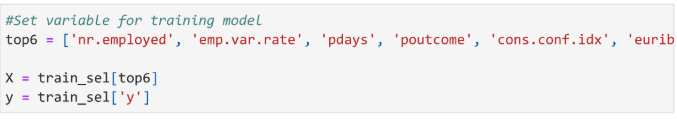 #Set variable for training model
top6 = ['nr.employed', 'emp.var.rate', 'pdays', 'poutcome', 'cons.conf.idx', 'eurib
X = train_sel[top6]
y = train_sel['y']